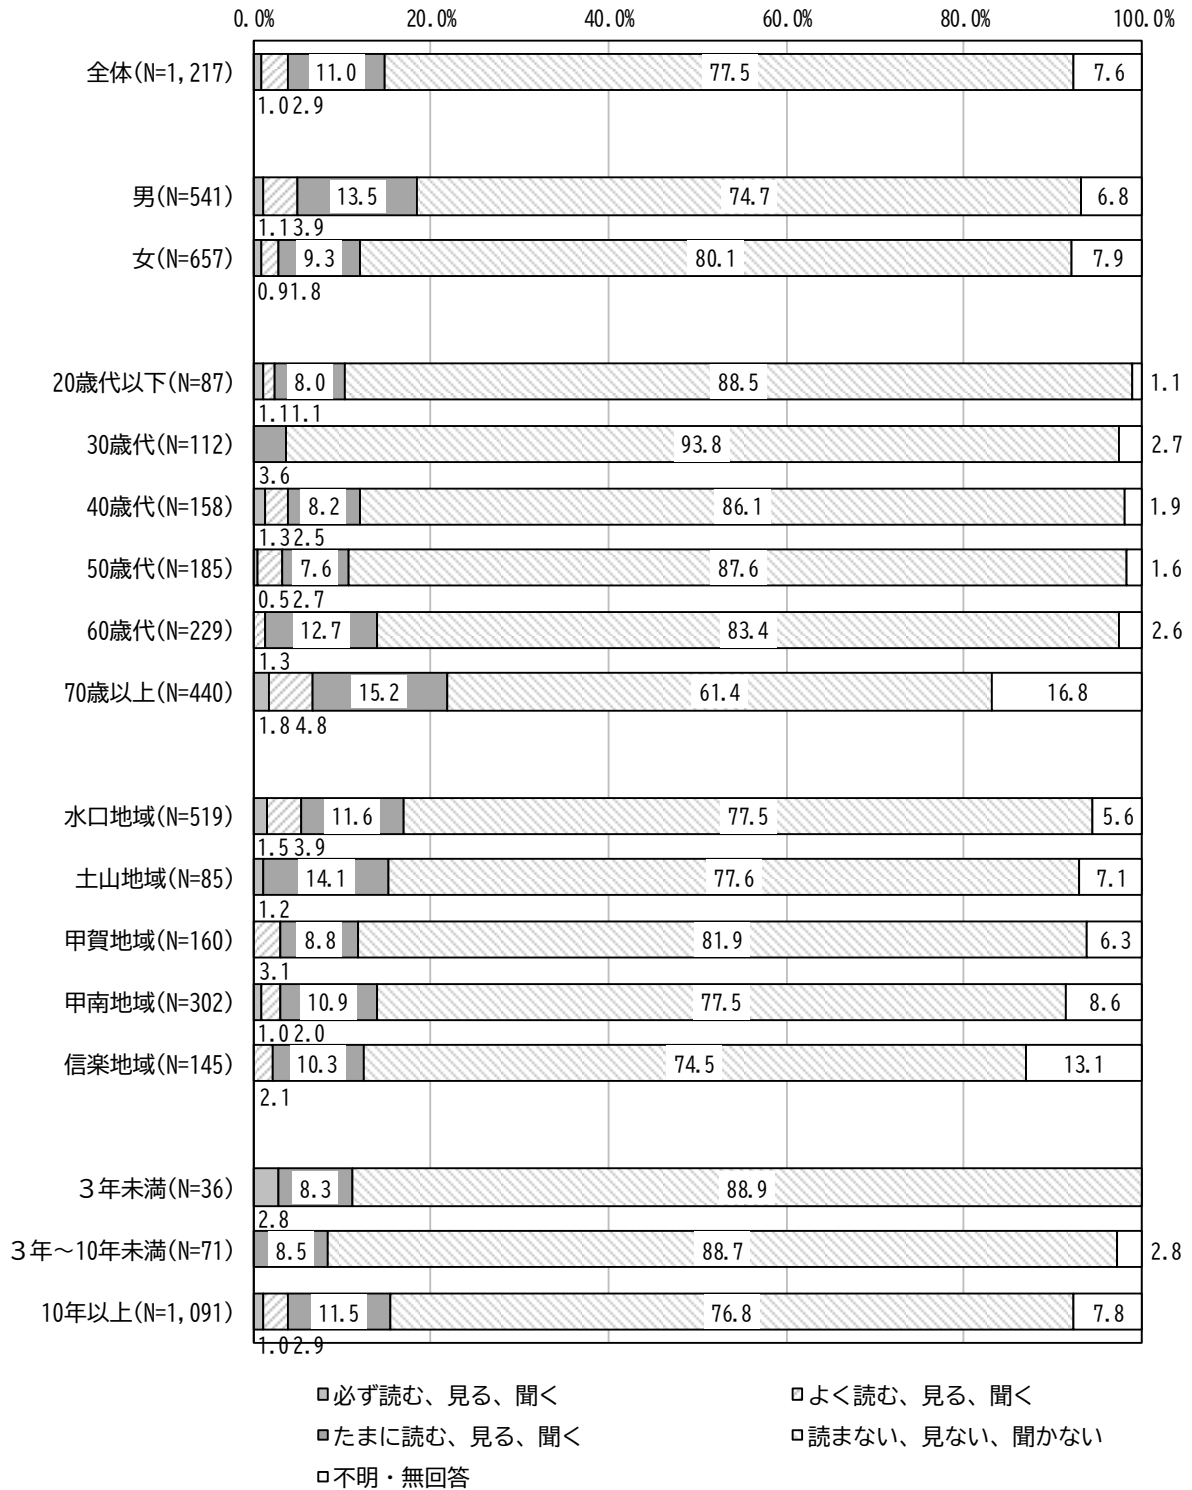 0.0% 20.0% 40.0% 60.0% 80.0% 100.0%
全体(N=1,217) 11.0 77.5 7.6
1.0 2.9
男(N=541) 13.5 74.7 6.8
1.1 3.9
女(N=657) 9.3 80.1 7.9
0.9 1.8
20歳代以下(N=87) 8.0 88.5 1.1
1.1 1.1
30歳代(N=112) 93.8 2.7
3.6
40歳代(N=158) 8.2 86.1 1.9
1.3 2.5
50歳代(N=185) 7.6 87.6 1.6
0.5 2.7
60歳代(N=229) 12.7 83.4 2.6
1.3
70歳以上(N=440) 15.2 61.4 16.8
1.8 4.8
水口地域(N=519) 11.6 77.5 5.6
1.5 3.9
土山地域(N=85) 14.1 77.6 7.1
1.2
甲賀地域(N=160) 8.8 81.9 6.3
3.1
甲南地域(N=302) 10.9 77.5 8.6
1.0 2.0
信楽地域(N=145) 10.3 74.5 13.1
2.1
３年未満(N=36) 8.3 88.9
2.8
３年～10年未満(N=71) 8.5 88.7 2.8
10年以上(N=1,091) 11.5 76.8 7.8
1.0 2.9
必ず読む、見る、聞く よく読む、見る、聞く
たまに読む、見る、聞く 読まない、見ない、聞かない
不明・無回答